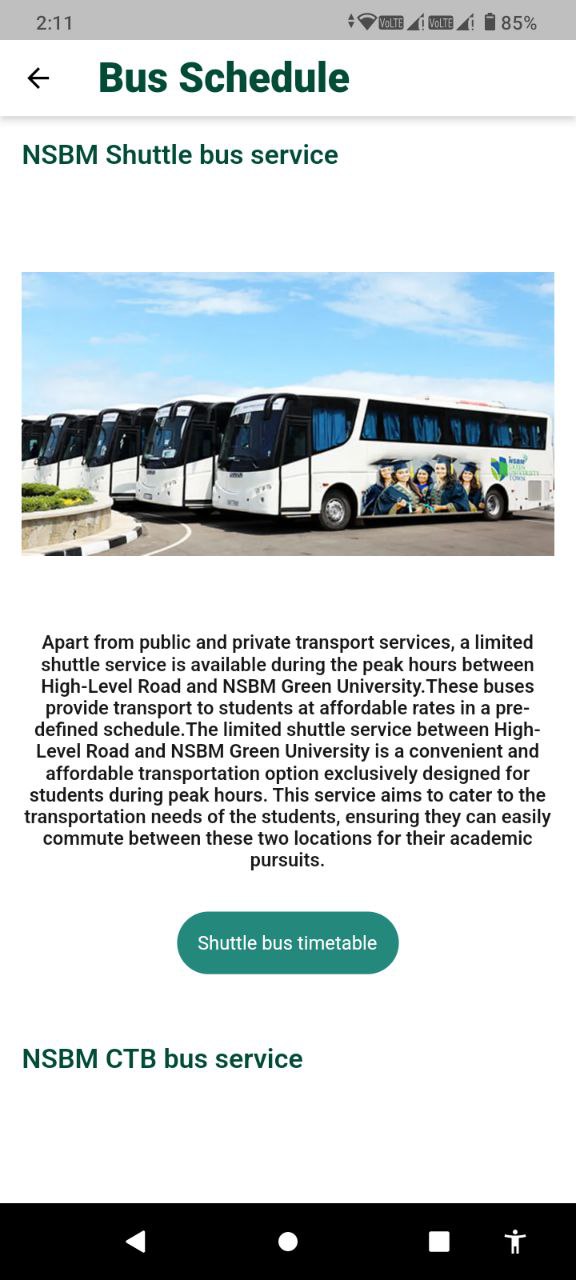 2:11
VoLTE
VoLTE
85%
Bus Schedule
NSBM Shuttle bus service
NSBM
GREEN
UNIVERSITY
TOWN
Apart from public and private transport services, a limited
shuttle service is available during the peak hours between
High-Level Road and NSBM Green University.These buses
provide transport to students at affordable rates in a pre-
defined schedule.The limited shuttle service between High-
Level Road and NSBM Green University is a convenient and
affordable transportation option exclusively designed for
students during peak hours. This service aims to cater to the
transportation needs of the students, ensuring they can easily
commute between these two locations for their academic
pursuits.
Shuttle bus timetable
NSBM CTB bus service